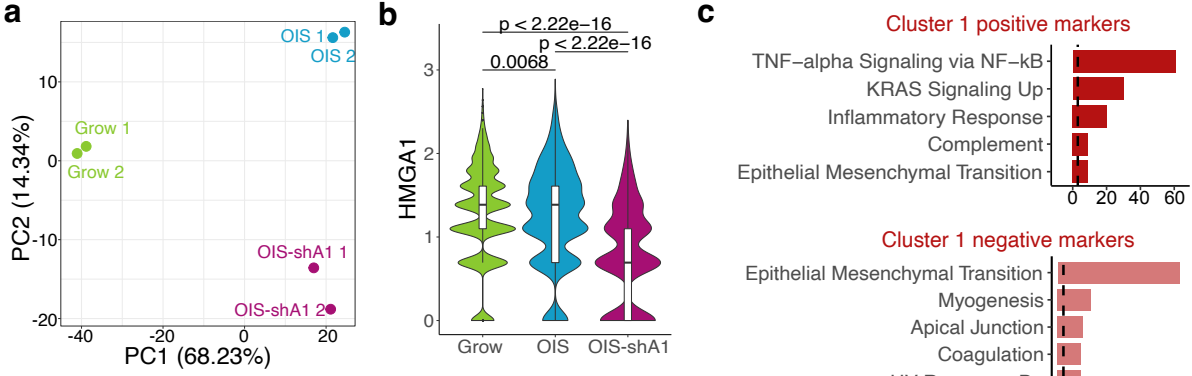 a
OIS 1
OIS 2
Grow 1
Grow 2
OIS-shA1 1
OIS-shA1 2
PC2 (14.34%)
10
0
-10
-20
-40
-20
0
20
PC1 (68.23%)
b
p < 2.22e−16
p < 2.22e−16
0.0068
HMGA1
3
2
1
0
Grow
OIS
OIS-shA1
c
Cluster 1 positive markers
TNF−alpha Signaling via NF−kB
KRAS Signaling Up
Inflammatory Response
Complement
Epithelial Mesenchymal Transition
0
20
40
60
Cluster 1 negative markers
Epithelial Mesenchymal Transition
Myogenesis
Apical Junction
Coagulation